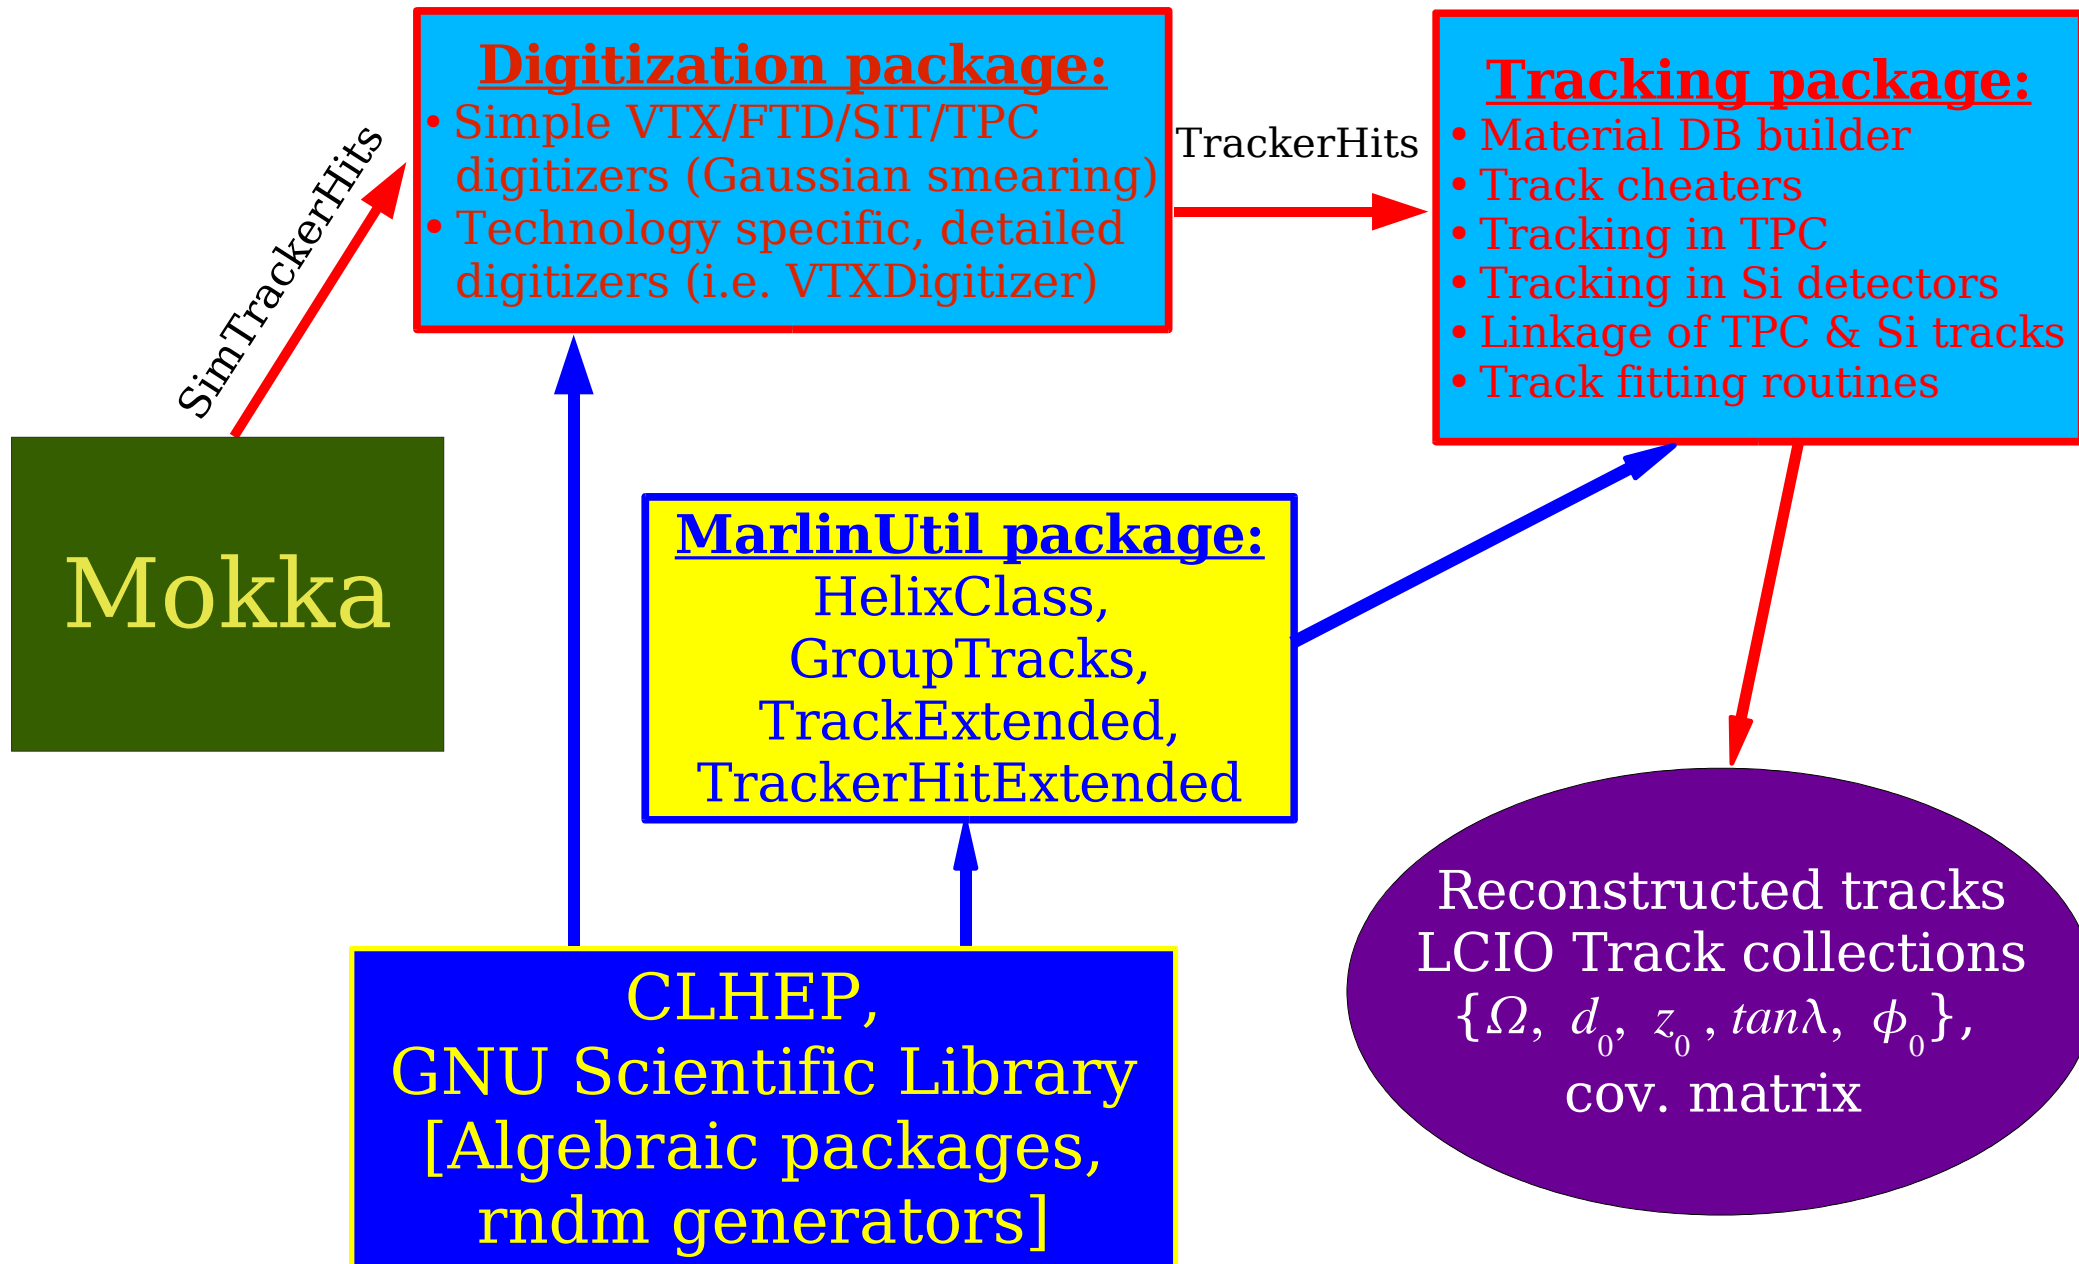 Digitization package:
• Simple VTX/FTD/SIT/TPC
digitizers (Gaussian smearing)
• Technology specific, detailed
digitizers (i.e. VTXDigitizer)
TrackerHits
Tracking package:
• Material DB builder
• Track cheaters
• Tracking in TPC
• Tracking in Si detectors
• Linkage of TPC & Si tracks
• Track fitting routines
SimTrackerHits
Mokka
MarlinUtil package:
HelixClass,
GroupTracks,
TrackExtended,
TrackerHitExtended
CLHEP,
GNU Scientific Library
[Algebraic packages,
rndm generators]
Reconstructed tracks
LCIO Track collections
{Ω, d₀, z₀ , tanλ, ϕ₀},
cov. matrix